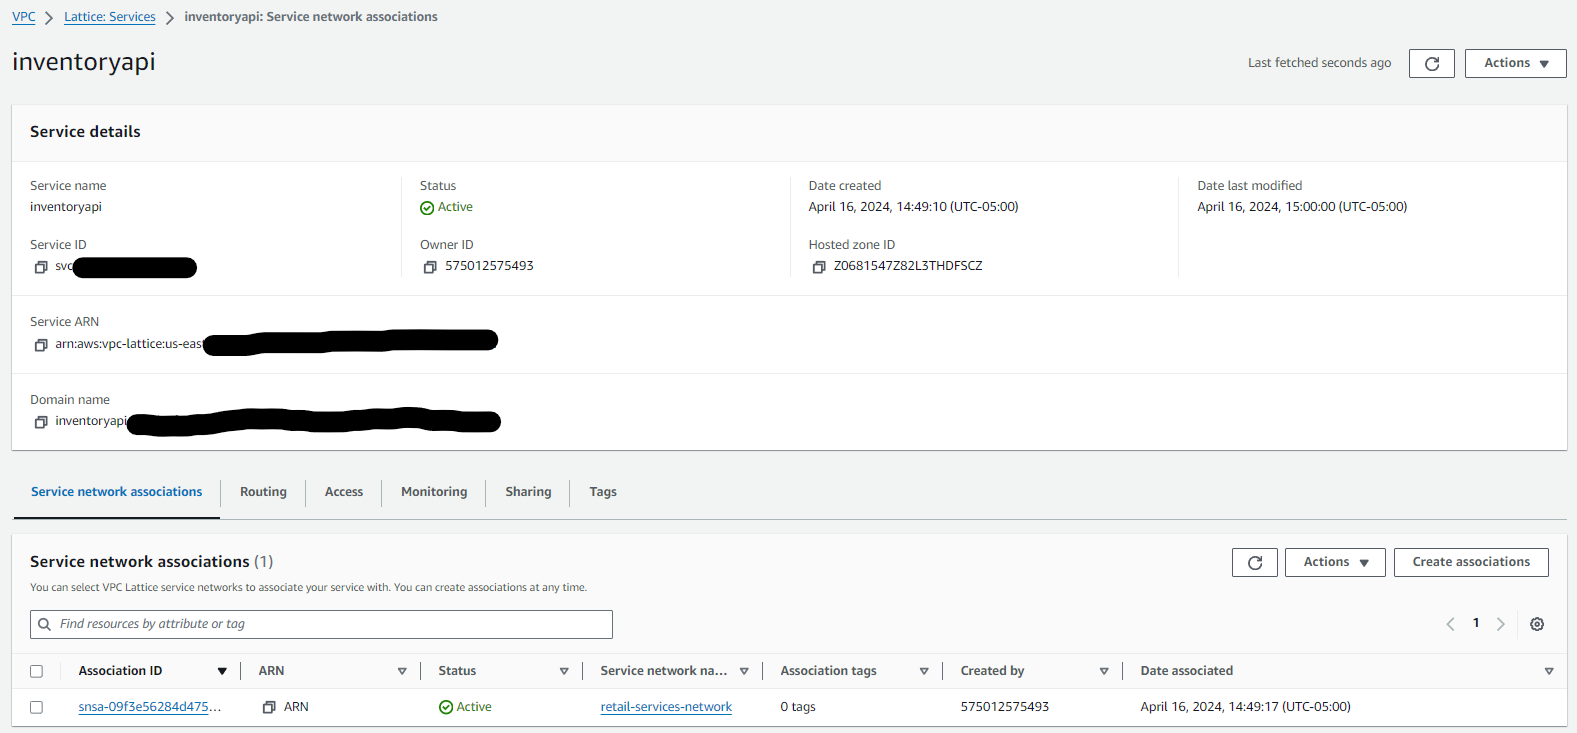 VPC > Lattice: Services > inventoryapi: Service network associations
inventoryapi
Last fetched seconds ago
Actions
Service details
Service name
inventoryapi
Status
Active
Date created
April 16, 2024, 14:49:10 (UTC-05:00)
Date last modified
April 16, 2024, 15:00:00 (UTC-05:00)
Service ID
svc
Owner ID
575012575493
Hosted zone ID
Z0681547Z82L3THDFSCZ
Service ARN
arn:aws:vpc-lattice:us-east
Domain name
inventoryapi
Service network associations
Routing
Access
Monitoring
Sharing
Tags
Service network associations (1)
Actions
Create associations
You can select VPC Lattice service networks to associate your service with. You can create associations at any time.
Find resources by attribute or tag
1
Association ID
ARN
Status
Service network na...
Association tags
Created by
Date associated
snsa-09f3e56284d475...
ARN
Active
retail-services-network
0 tags
575012575493
April 16, 2024, 14:49:17 (UTC-05:00)